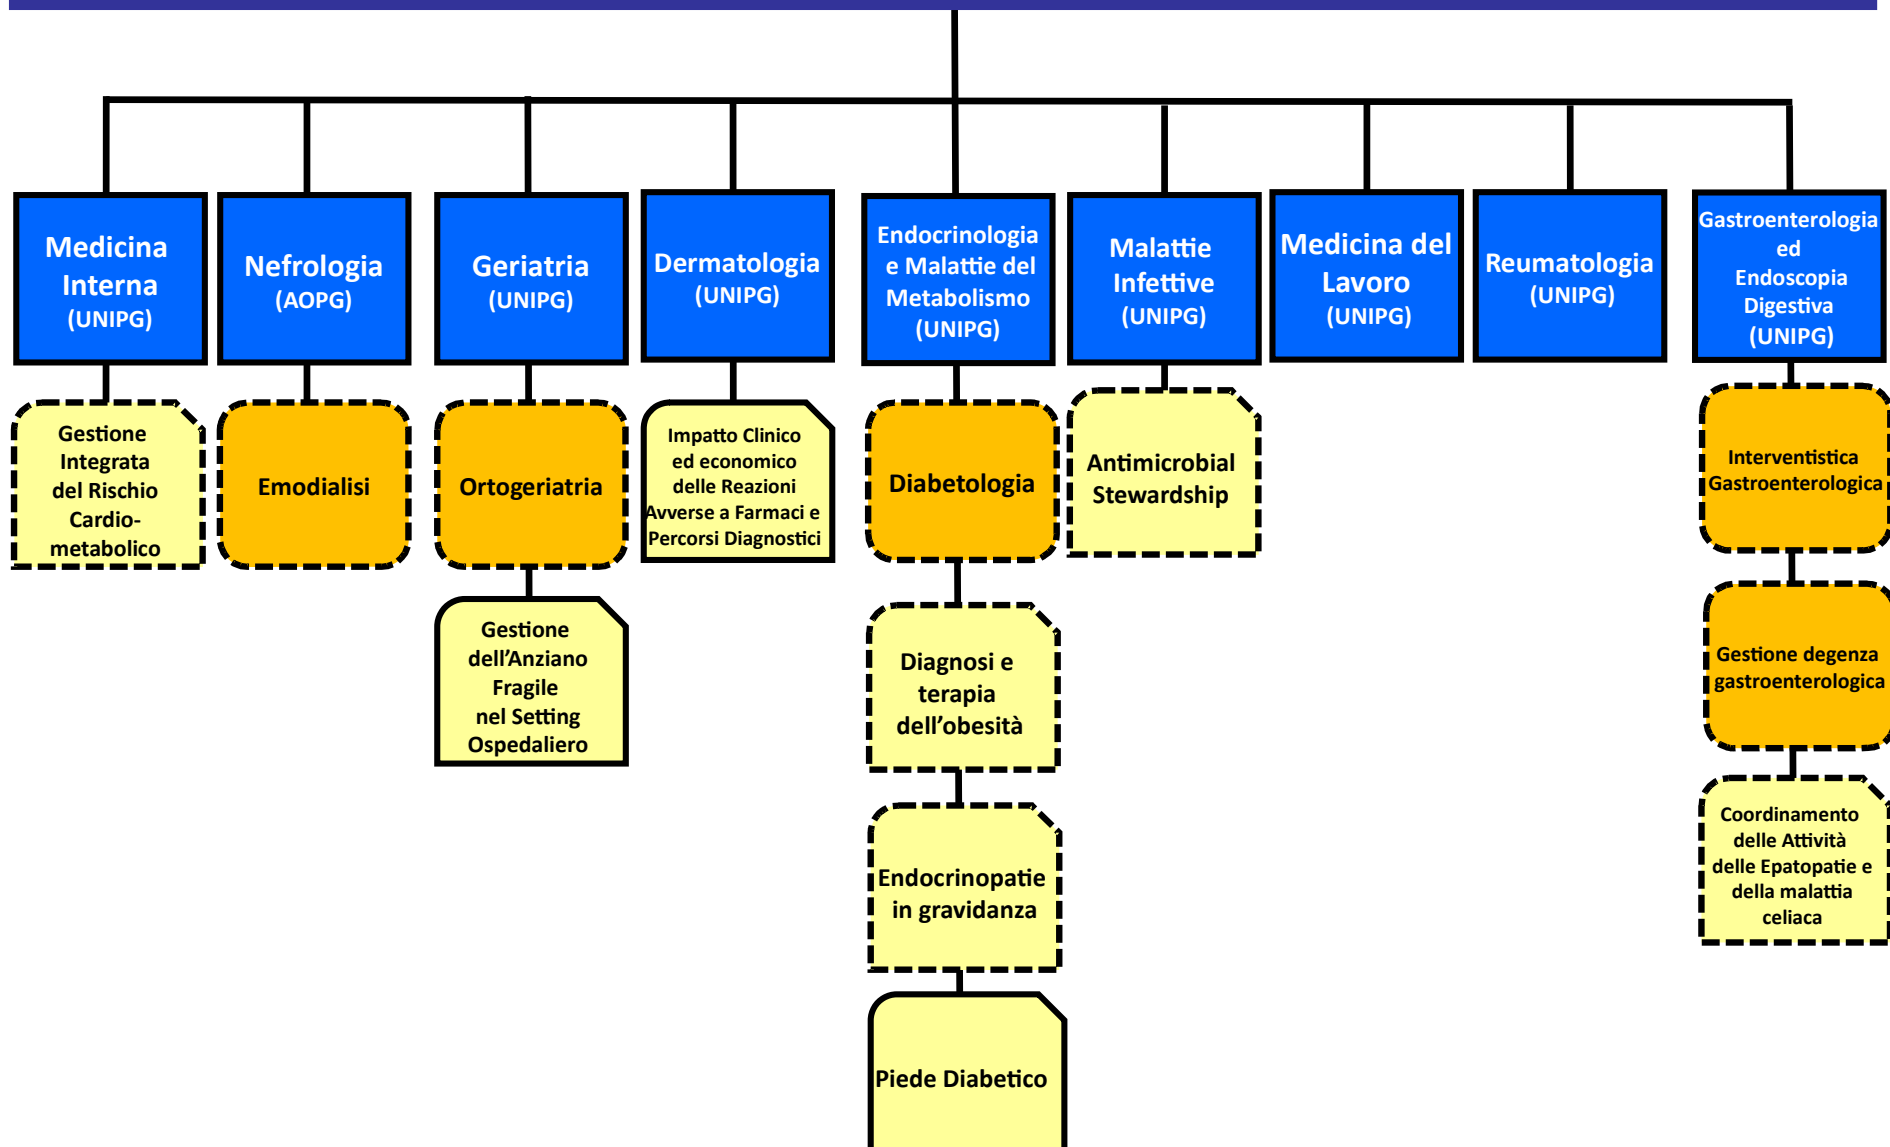 Medicina
Interna
(UNIPG)
Nefrologia
(AOPG)
Geriatria
(UNIPG)
Dermatologia
(UNIPG)
Endocrinologia
e Malattie del
Metabolismo
(UNIPG)
Malattie
Infettive
(UNIPG)
Medicina del
Lavoro
(UNIPG)
Reumatologia
(UNIPG)
Gastroenterologia
ed
Endoscopia
Digestiva
(UNIPG)
Gestione
Integrata
del Rischio
Cardio-
metabolico
Emodialisi
Ortogeriatria
Impatto Clinico
ed economico
delle Reazioni
Avverse a Farmaci e
Percorsi Diagnostici
Diabetologia
Antimicrobial
Stewardship
Interventistica
Gastroenterologica
Gestione
dell'Anziano
Fragile
nel Setting
Ospedaliero
Diagnosi e
terapia
dell'obesità
Gestione degenza
gastroenterologica
Endocrinopatie
in gravidanza
Coordinamento
delle Attività
delle Epatopatie e
della malattia
celiaca
Piede Diabetico